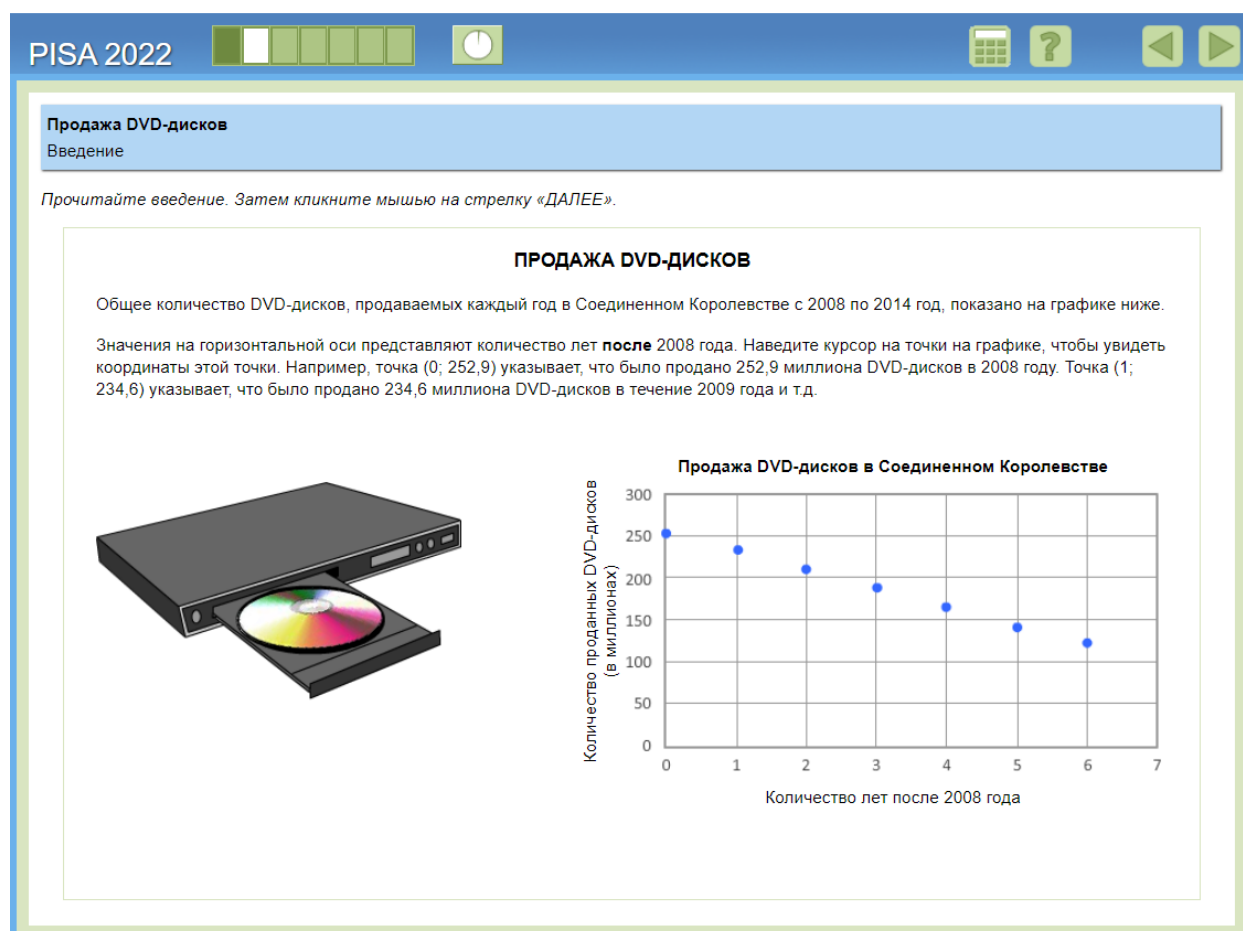 PISA 2022
?
Продажа DVD-дисков
Введение
Прочитайте введение. Затем кликните мышью на стрелку «ДАЛЕЕ».
ПРОДАЖА DVD-ДИСКОВ
Общее количество DVD-дисков, продаваемых каждый год в Соединенном Королевстве с 2008 по 2014 год, показано на графике ниже.
Значения на горизонтальной оси представляют количество лет после 2008 года. Наведите курсор на точки на графике, чтобы увидеть
координаты этой точки. Например, точка (0; 252,9) указывает, что было продано 252,9 миллиона DVD-дисков в 2008 году. Точка (1;
234,6) указывает, что было продано 234,6 миллиона DVD-дисков в течение 2009 года и т.д.
Продажа DVD-дисков в Соединенном Королевстве
Количество проданных DVD-дисков
(в миллионах)
300
250
200
150
100
50
0
0 1 2 3 4 5 6 7
Количество лет после 2008 года